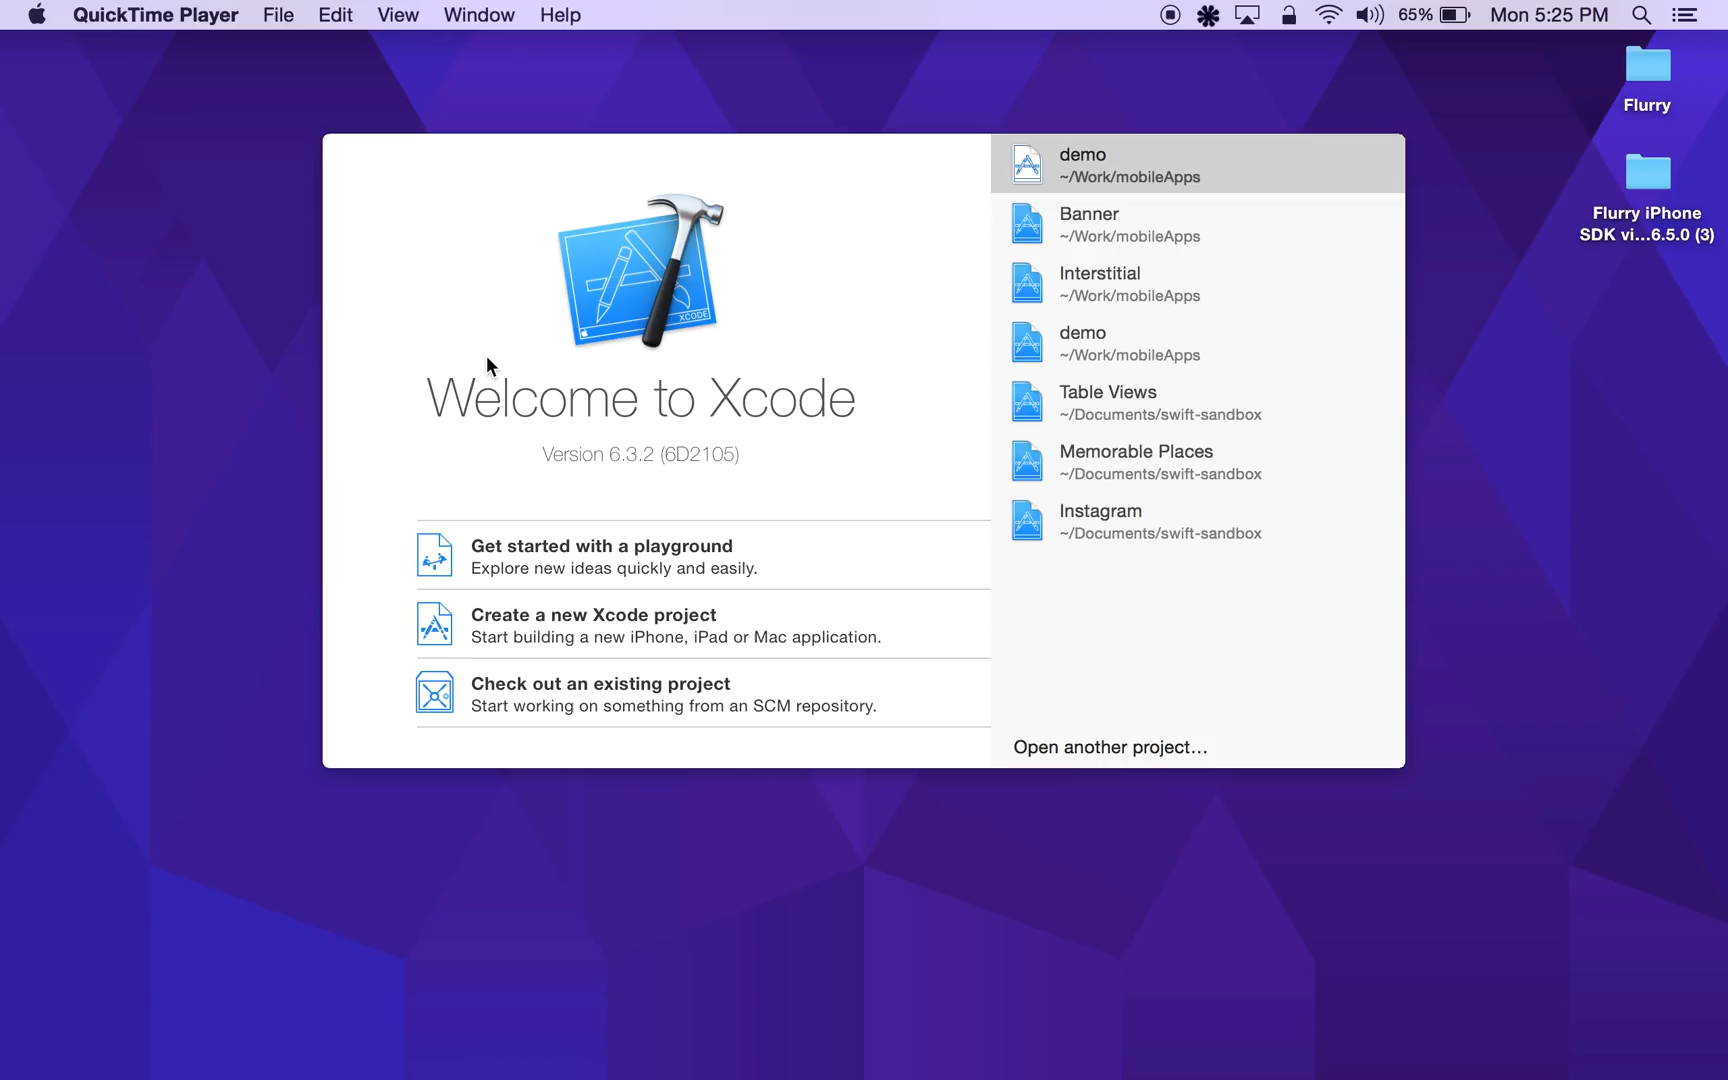 QuickTime Player File Edit View Window Help 65% Mon 5:25 PM
Flurry
Flurry iPhone
SDK vi...6.5.0 (3)
XCODE
Welcome to Xcode
Version 6.3.2 (6D2105)
Get started with a playground
Explore new ideas quickly and easily.
Create a new Xcode project
Start building a new iPhone, iPad or Mac application.
Check out an existing project
Start working on something from an SCM repository.
demo
~/Work/mobileApps
Banner
~/Work/mobileApps
Interstitial
~/Work/mobileApps
demo
~/Work/mobileApps
Table Views
~/Documents/swift-sandbox
Memorable Places
~/Documents/swift-sandbox
Instagram
~/Documents/swift-sandbox
Open another project...